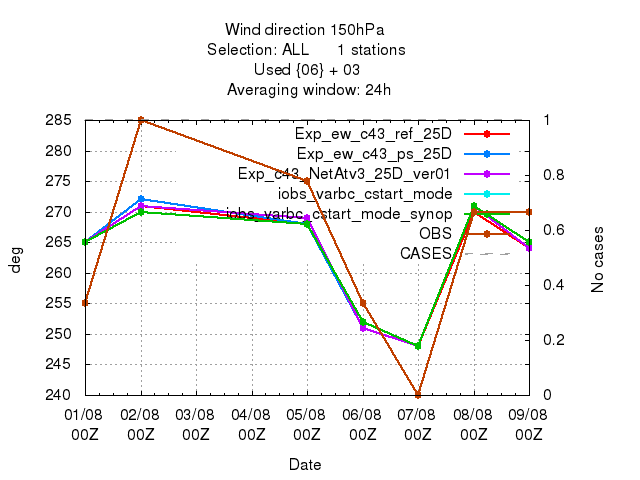 Wind direction 150hPa
Selection: ALL 1 stations
Used {06} + 03
Averaging window: 24h
285
280
275
270
265
260
255
250
245
240
deg
1
0.8
0.6
0.4
0.2
0
No cases
Exp_ew_c43_ref_25D
Exp_ew_c43_ps_25D
Exp_c43_NetAtv3_25D_ver01
iobs_varbc_cstart_mode
iobs_varbc_cstart_mode_synop
OBS
CASES
01/08 02/08 03/08 04/08 05/08 06/08 07/08 08/08 09/08
00Z 00Z 00Z 00Z 00Z 00Z 00Z 00Z 00Z
Date